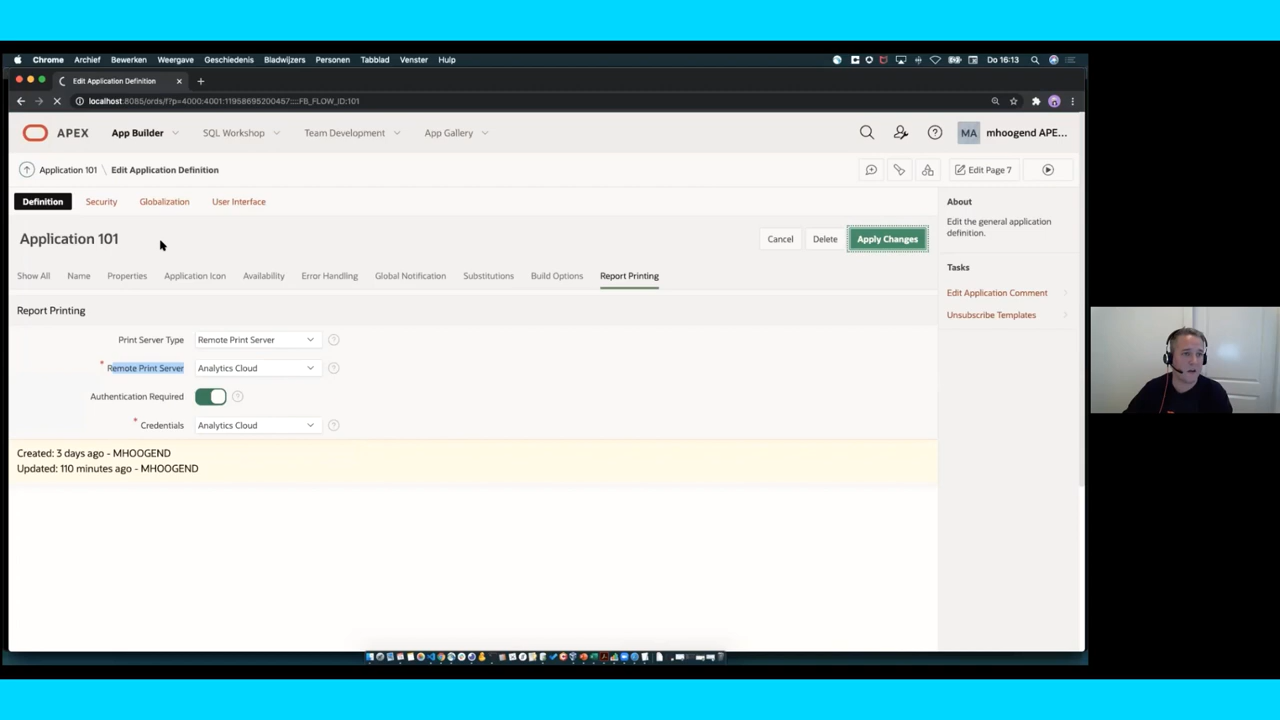 Chrome Archief Bewerken Weergave Geschiedenis Bladwijzers Personen Tabblad Venster Hulp Do 16:13
Edit Application Definition
localhost:8085/ords/f?p=4000:4001:11958695200457::::FB_FLOW_ID:101
APEX App Builder SQL Workshop Team Development App Gallery MA mhoogend APE...
Application 101 \ Edit Application Definition Edit Page 7
Definition Security Globalization User Interface
Application 101 Cancel Delete Apply Changes
Show All Name Properties Application Icon Availability Error Handling Global Notification Substitutions Build Options Report Printing
Report Printing
Print Server Type Remote Print Server
* Remote Print Server Analytics Cloud
Authentication Required
* Credentials Analytics Cloud
Created: 3 days ago - MHOOGEND
Updated: 110 minutes ago - MHOOGEND
About
Edit the general application
definition.
Tasks
Edit Application Comment
Unsubscribe Templates